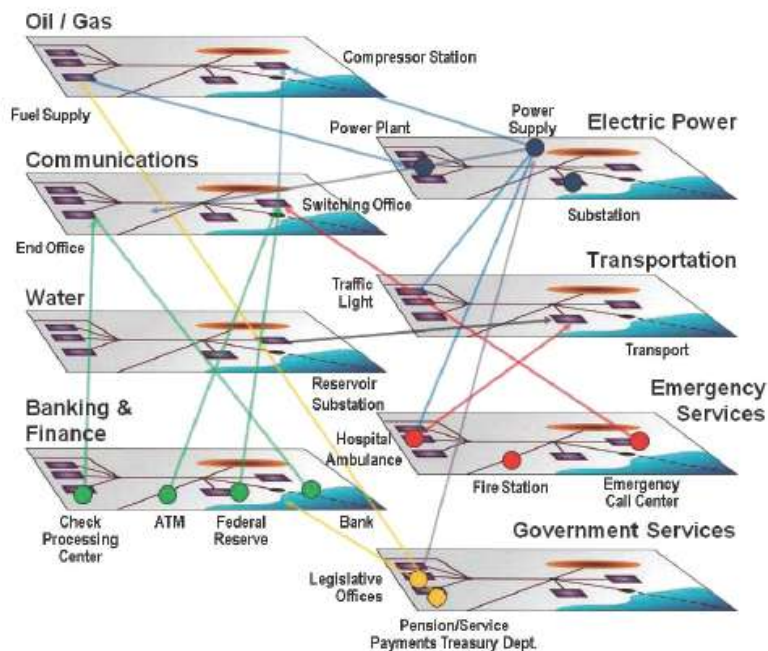 Oil / Gas
Compressor Station
Fuel Supply
Power Plant
Power
Supply
Electric Power
Communications
Switching Office
Substation
End Office
Transportation
Traffic
Light
Water
Transport
Reservoir
Substation
Banking &
Finance
Emergency
Services
Hospital
Ambulance
Fire Station
Emergency
Call Center
Check
Processing
Center
ATM
Federal
Reserve
Bank
Government Services
Legislative
Offices
Pension/Service
Payments Treasury Dept.